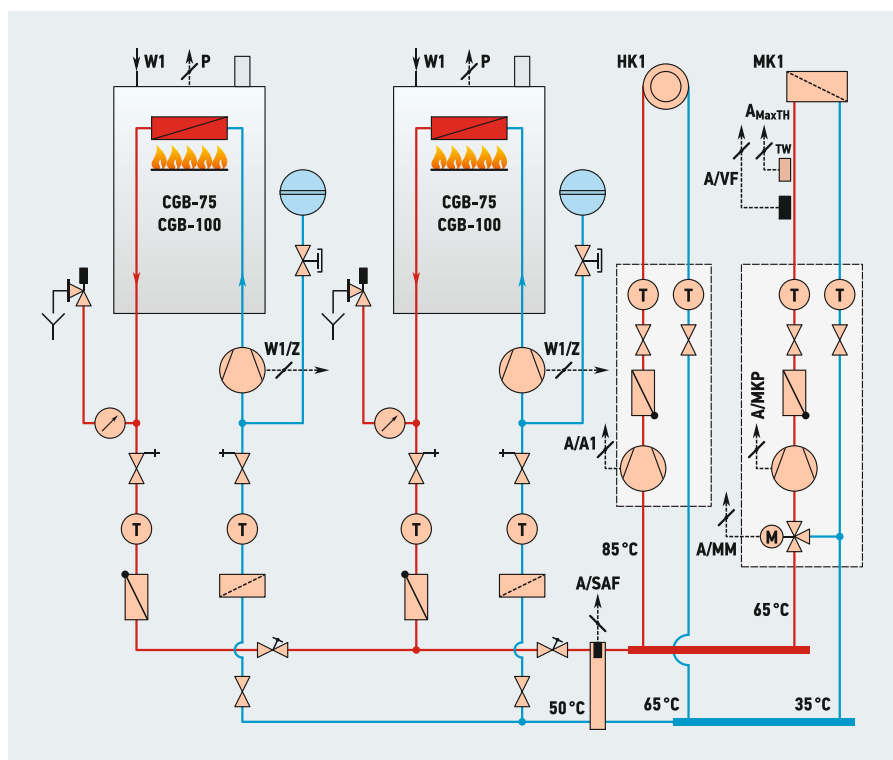 W1
P
W1
P
HK1
MK1
AMaxTH
TW
A/VF
CGB-75
CGB-100
CGB-75
CGB-100
T
T
T
T
W1/Z
W1/Z
A/A1
A/MKP
T
T
T
T
M
A/MM
85°C
A/SAF
65°C
50°C
65°C
35°C